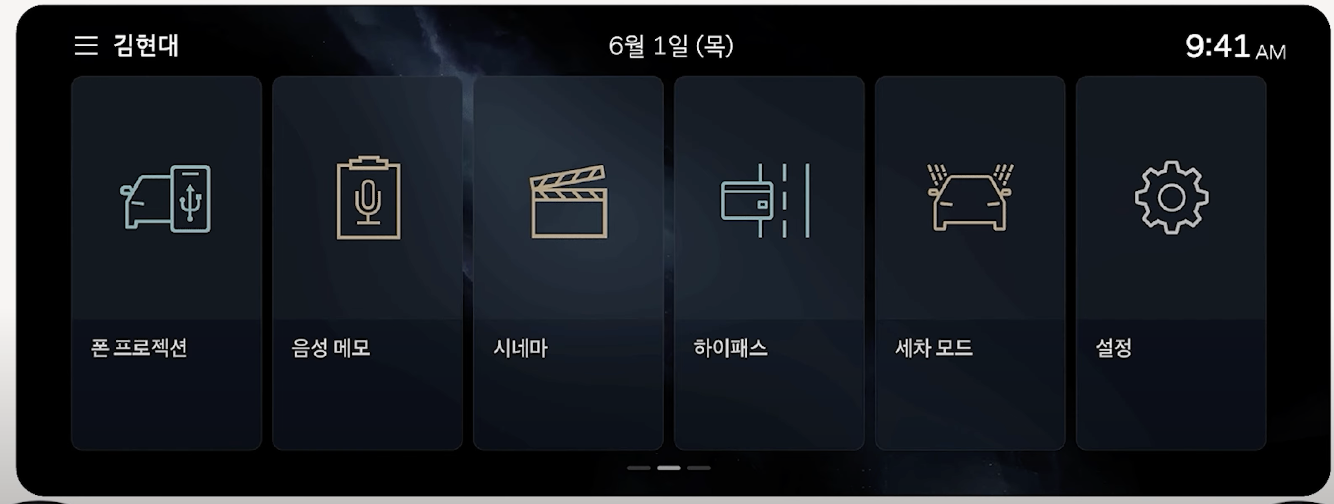 김현대
6월 1일 (목)
9:41 AM
폰 프로젝션
음성 메모
시네마
하이패스
세차 모드
설정